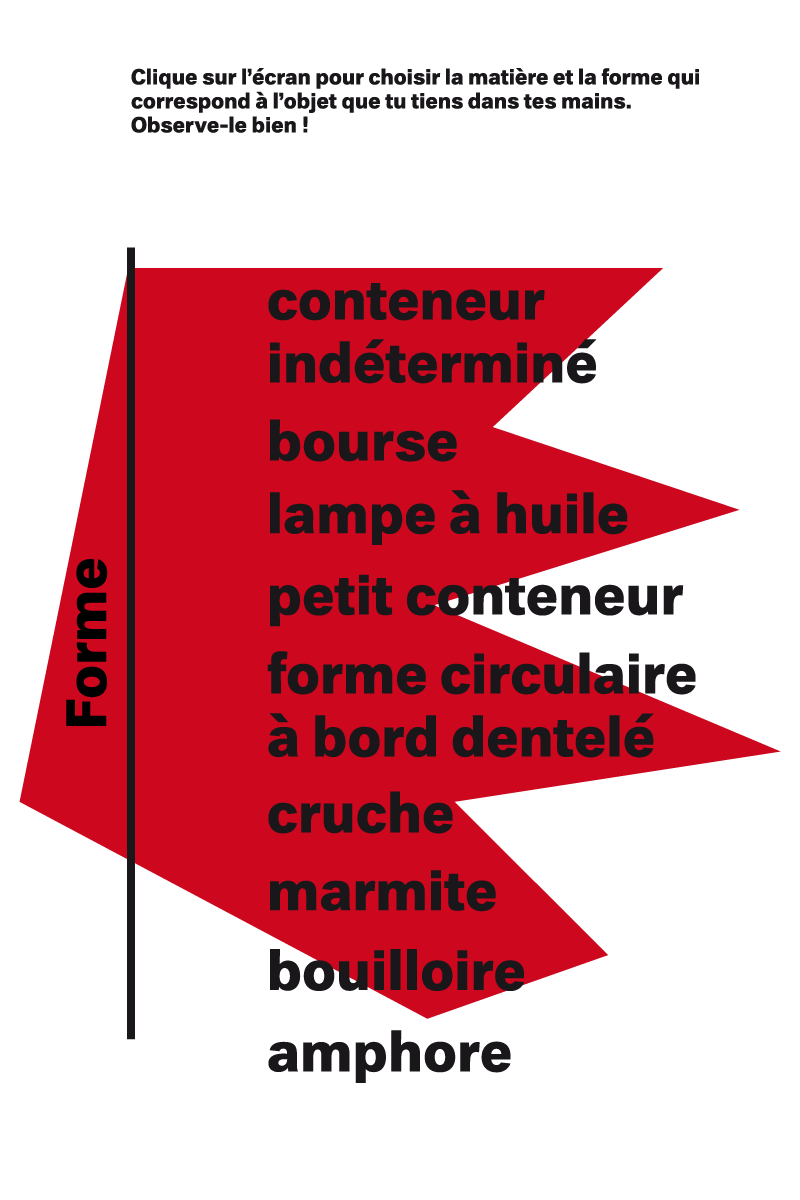 Clique sur l’écran pour choisir la matière et la forme qui
correspond à l’objet que tu tiens dans tes mains.
Observe-le bien !
Forme
conteneur
indéterminé
bourse
lampe à huile
petit conteneur
forme circulaire
à bord dentelé
cruche
marmite
bouilloire
amphore